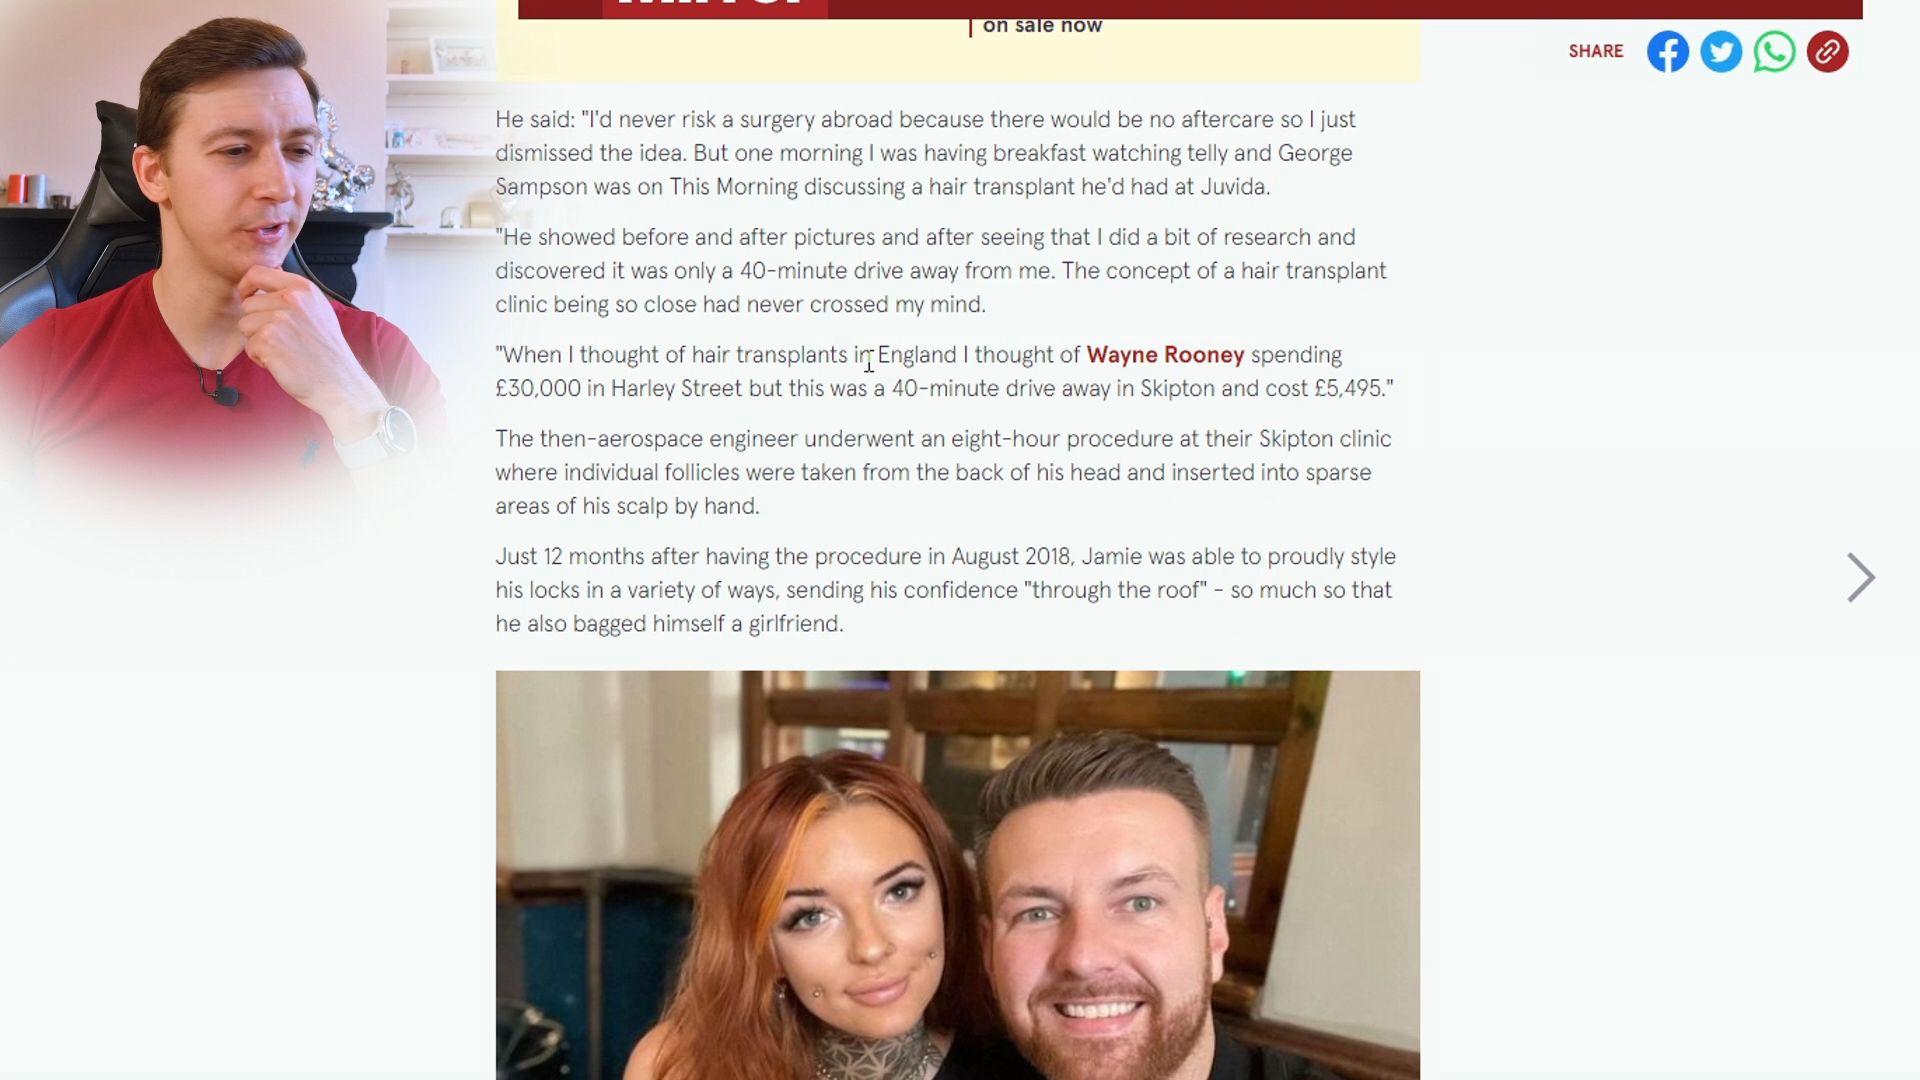 Mirror
on sale now
SHARE
He said: "I'd never risk a surgery abroad because there would be no aftercare so I just
dismissed the idea. But one morning I was having breakfast watching telly and George
Sampson was on This Morning discussing a hair transplant he'd had at Juvida.
"He showed before and after pictures and after seeing that I did a bit of research and
discovered it was only a 40-minute drive away from me. The concept of a hair transplant
clinic being so close had never crossed my mind.
"When I thought of hair transplants in England I thought of Wayne Rooney spending
£30,000 in Harley Street but this was a 40-minute drive away in Skipton and cost £5,495."
The then-aerospace engineer underwent an eight-hour procedure at their Skipton clinic
where individual follicles were taken from the back of his head and inserted into sparse
areas of his scalp by hand.
Just 12 months after having the procedure in August 2018, Jamie was able to proudly style
his locks in a variety of ways, sending his confidence "through the roof" - so much so that
he also bagged himself a girlfriend.